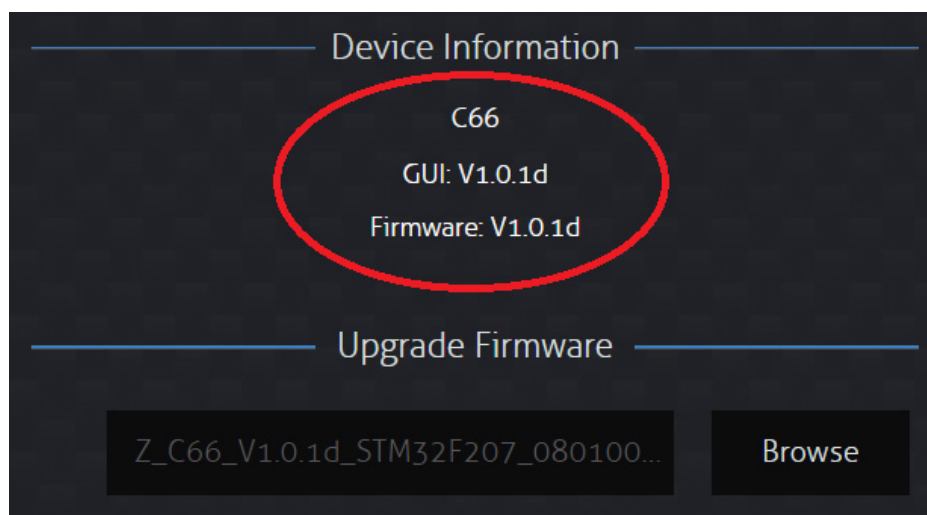 Device Information
C66
GUI: V1.0.1d
Firmware: V1.0.1d
Upgrade Firmware
Z_C66_V1.0.1d_STM32F207_080100...
Browse